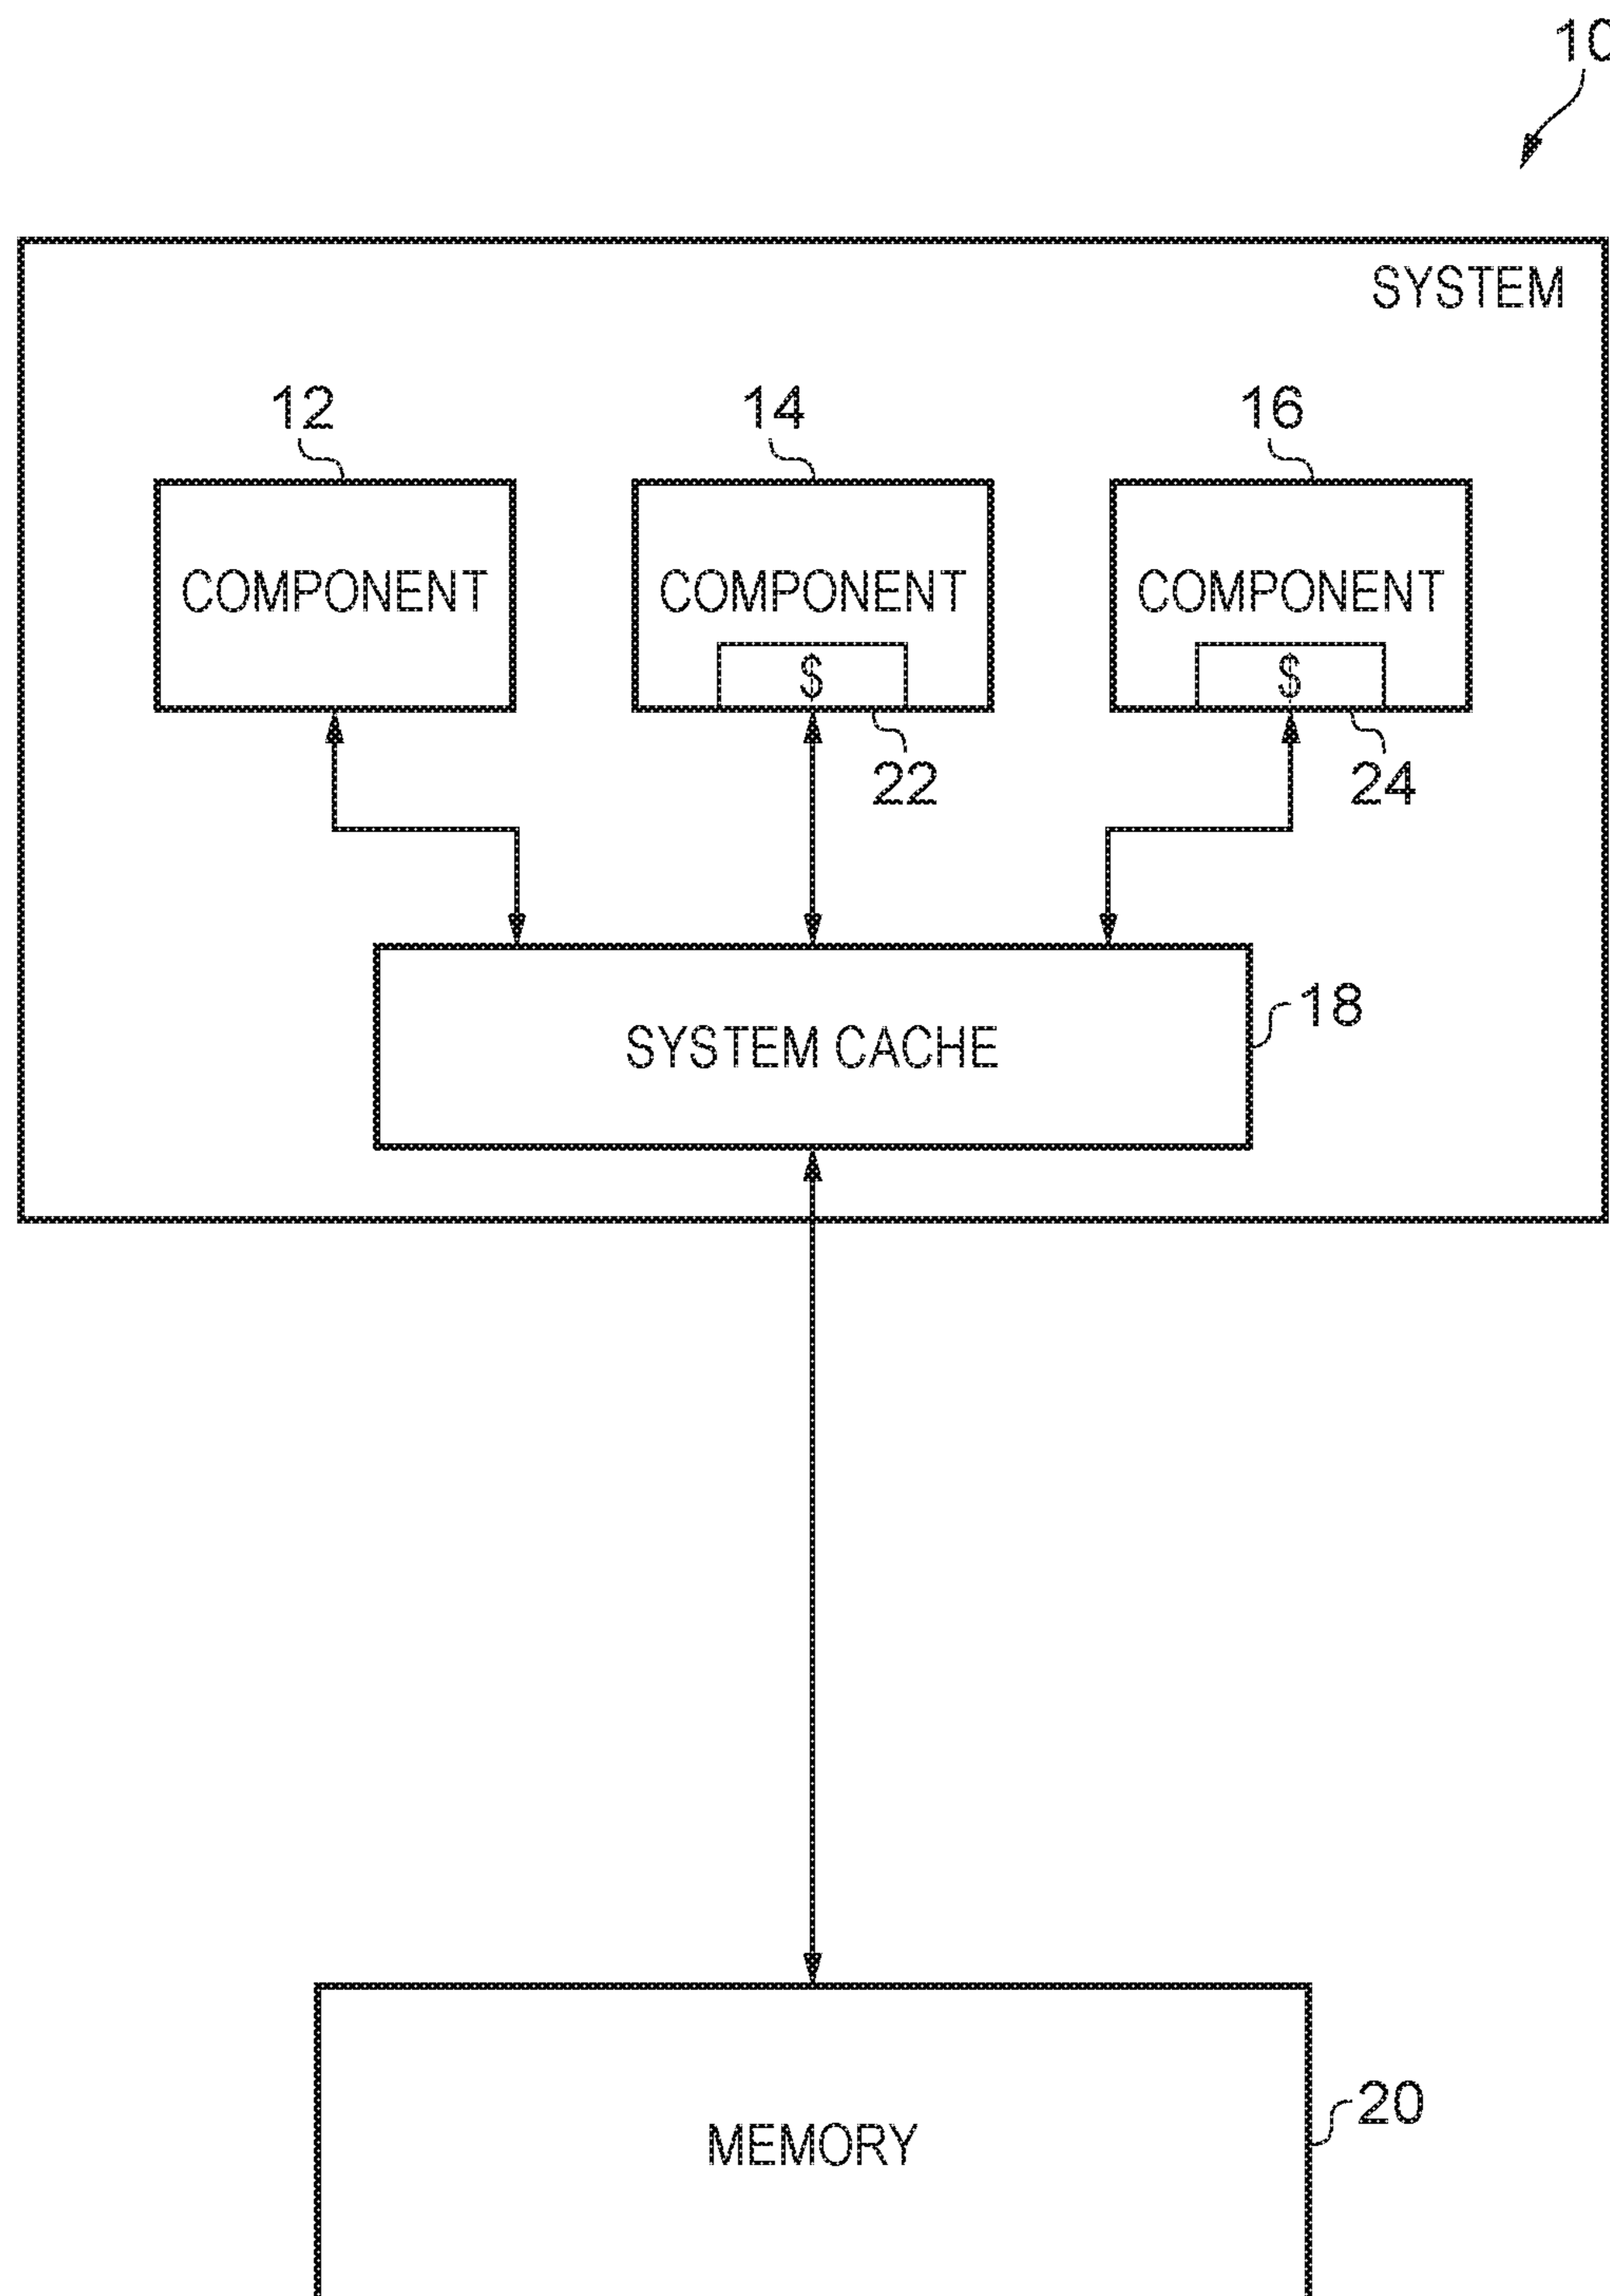 10
SYSTEM
12
14
16
COMPONENT
COMPONENT
COMPONENT
$
$
22
24
18
SYSTEM CACHE
20
MEMORY